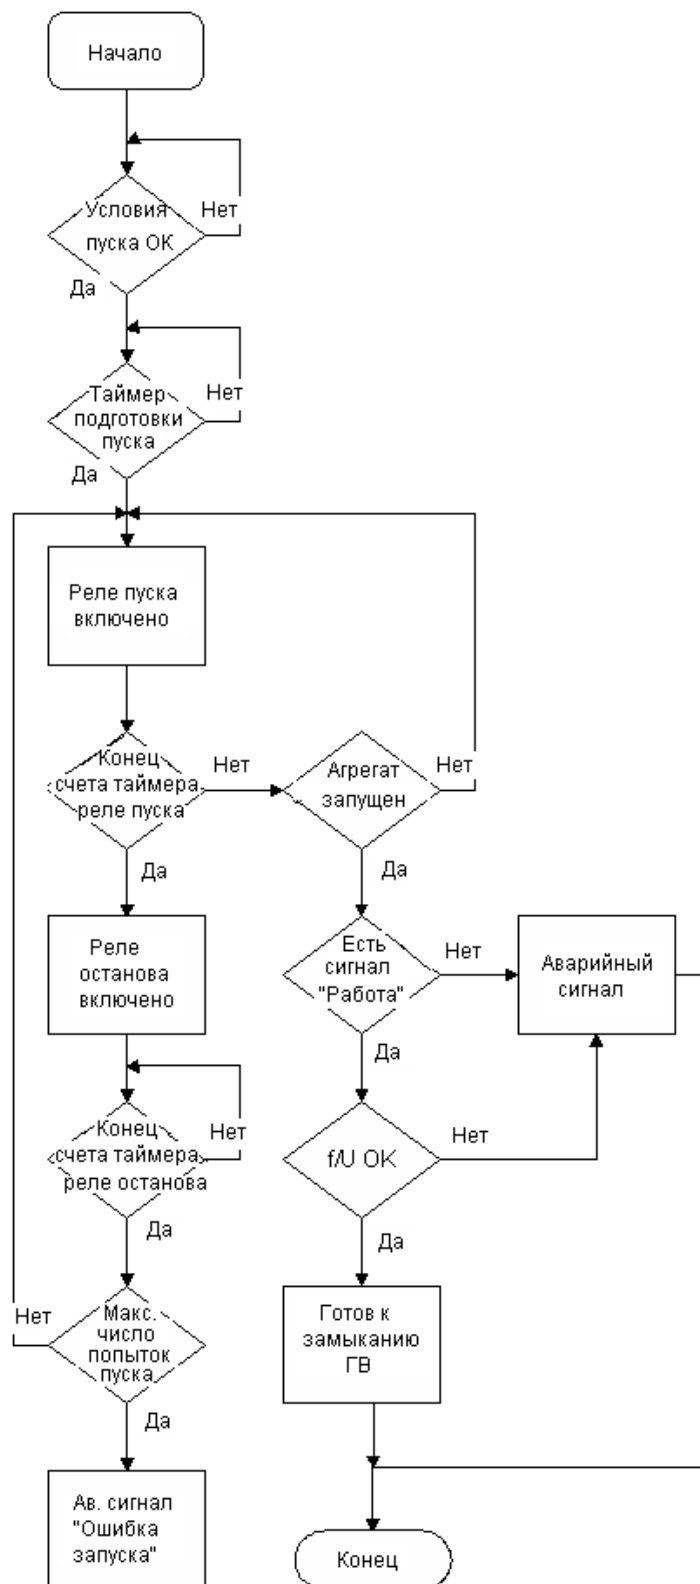 Начало
Условия
пуска ОК
Нет
Да
Таймер
подготовки
пуска
Нет
Да
Реле пуска
включено
Конец
счета таймера
реле пуска
Нет
Агрегат
запущен
Нет
Да
Да
Реле
останова
включено
Есть
сигнал
"Работа"
Нет
Аварийный
сигнал
Да
Конец
счета таймера
реле останова
Нет
f/U OK
Нет
Да
Да
Нет
Макс.
число
попыток
пуска
Готов к
замыканию
ГВ
Да
Ав. сигнал
"Ошибка
запуска"
Конец